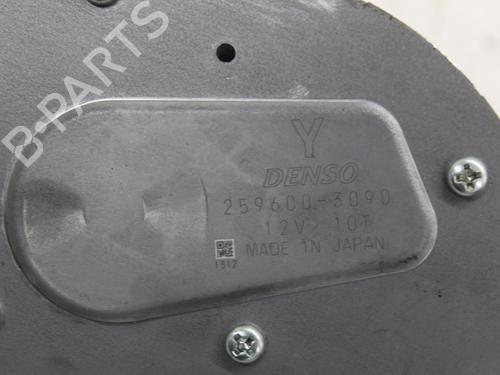 B-PARTS
Y
DENSO
259600-3090
12V 10T
MADE IN JAPAN
1512